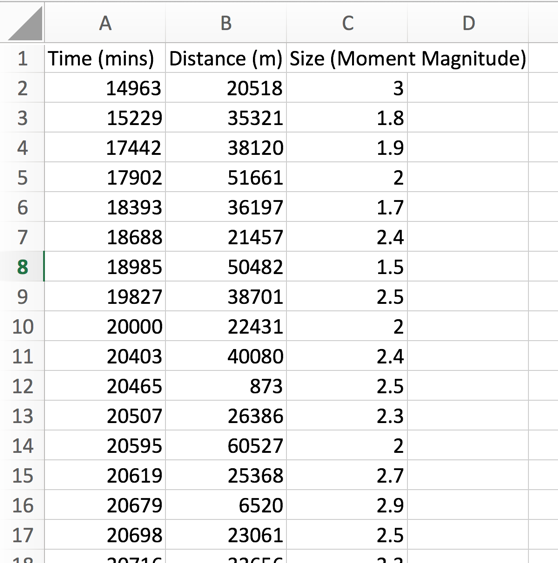 A B C D
1 Time (mins) Distance (m) Size (Moment Magnitude)
2 14963 20518 3
3 15229 35321 1.8
4 17442 38120 1.9
5 17902 51661 2
6 18393 36197 1.7
7 18688 21457 2.4
8 18985 50482 1.5
9 19827 38701 2.5
10 20000 22431 2
11 20403 40080 2.4
12 20465 873 2.5
13 20507 26386 2.3
14 20595 60527 2
15 20619 25368 2.7
16 20679 6520 2.9
17 20698 23061 2.5